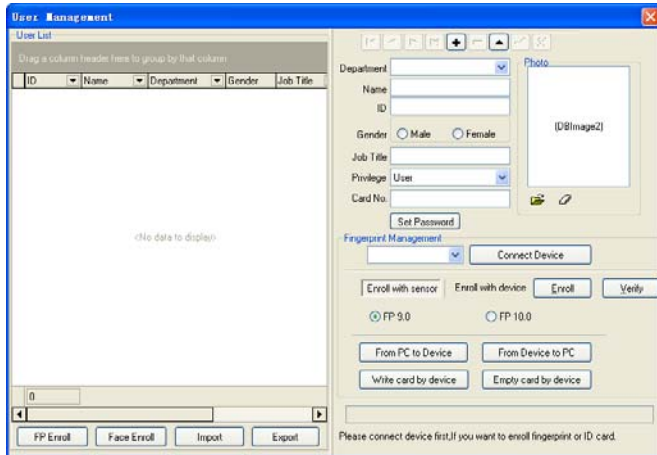 User Management
User List
Drag a column header here to group by that column
ID Name Department Gender Job Title
<No data to display>
0
FP Enroll Face Enroll Import Export
Department
Name
ID
Gender Male Female
Job Title
Privilege User
Card No.
Set Password
Photo
(DBImage2)
Fingerprint Management
Connect Device
Enroll with sensor Enroll with device Enroll Verify
FP 9.0 FP 10.0
From PC to Device From Device to PC
Write card by device Empty card by device
Please connect device first,If you want to enroll fingerprint or ID card.